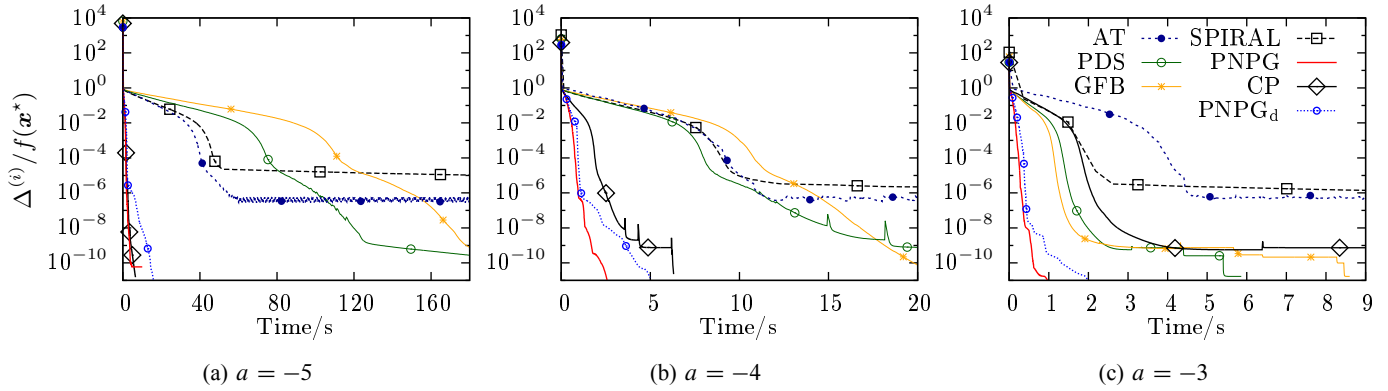 Δ^(i)/f(x^⋆)
10^4
10^2
10^0
10^−2
10^−4
10^−6
10^−8
10^−10
0 40 80 120 160
Time/s
(a) a = −5
10^4
10^2
10^0
10^−2
10^−4
10^−6
10^−8
10^−10
0 5 10 15 20
Time/s
(b) a = −4
10^4
10^2
10^0
10^−2
10^−4
10^−6
10^−8
10^−10
AT SPIRAL
PDS PNPG
GFB CP
PNPG_d
0 1 2 3 4 5 6 7 8 9
Time/s
(c) a = −3